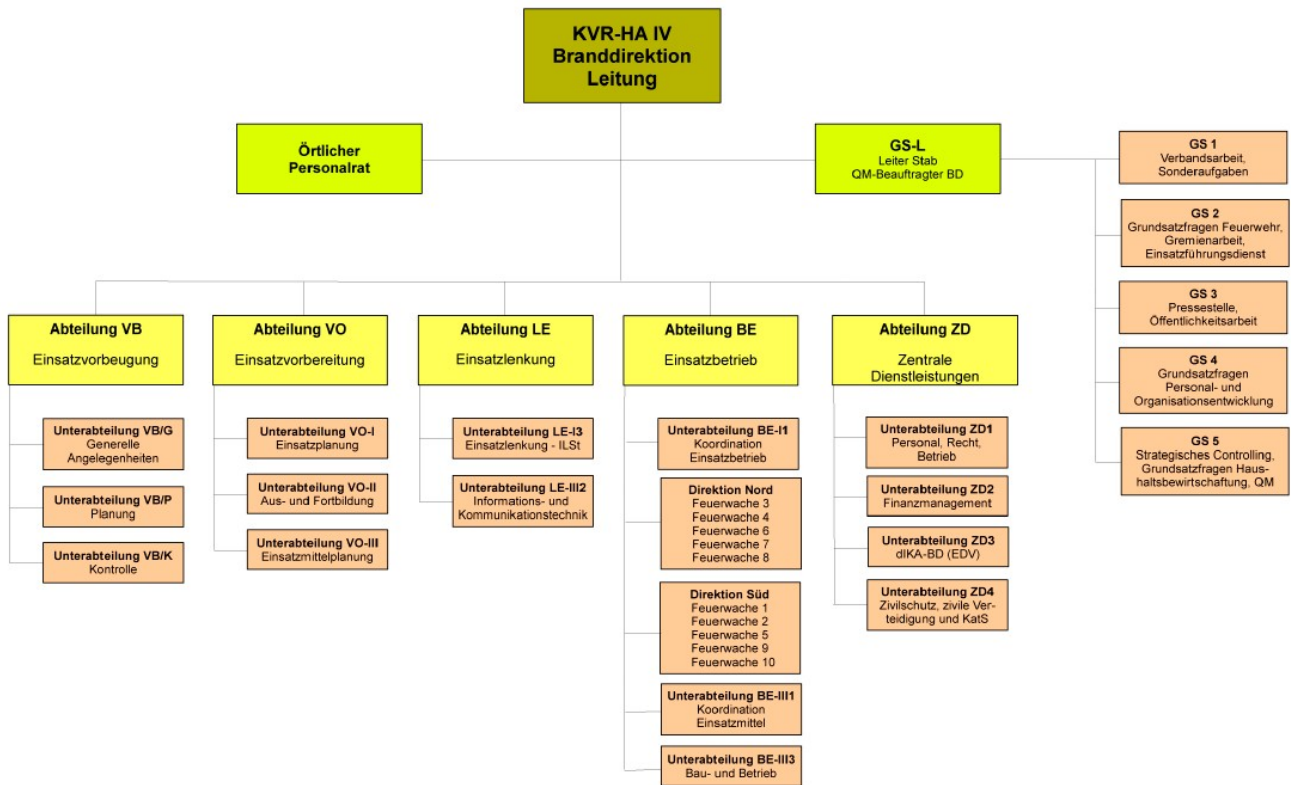 KVR-HA IV
Branddirektion
Leitung
Örtlicher
Personalrat
GS-L
Leiter Stab
QM-Beauftragter BD
GS 1
Verbandsarbeit,
Sonderaufgaben
GS 2
Grundsatzfragen Feuerwehr,
Gremienarbeit,
Einsatzführungsdienst
GS 3
Pressestelle,
Öffentlichkeitsarbeit
GS 4
Grundsatzfragen
Personal- und
Organisationsentwicklung
GS 5
Strategisches Controlling,
Grundsatzfragen Haus-
haltsbewirtschaftung, QM
Abteilung VB
Einsatzvorbeugung
Unterabteilung VB/G
Generelle
Angelegenheiten
Unterabteilung VB/P
Planung
Unterabteilung VB/K
Kontrolle
Abteilung VO
Einsatzvorbereitung
Unterabteilung VO-I
Einsatzplanung
Unterabteilung VO-II
Aus- und Fortbildung
Unterabteilung VO-III
Einsatzmittelplanung
Abteilung LE
Einsatzlenkung
Unterabteilung LE-I3
Einsatzlenkung - ILSt
Unterabteilung LE-III2
Informations- und
Kommunikationstechnik
Abteilung BE
Einsatzbetrieb
Unterabteilung BE-I1
Koordination
Einsatzbetrieb
Direktion Nord
Feuerwache 3
Feuerwache 4
Feuerwache 6
Feuerwache 7
Feuerwache 8
Direktion Süd
Feuerwache 1
Feuerwache 2
Feuerwache 5
Feuerwache 9
Feuerwache 10
Unterabteilung BE-III1
Koordination
Einsatzmittel
Unterabteilung BE-III3
Bau- und Betrieb
Abteilung ZD
Zentrale
Dienstleistungen
Unterabteilung ZD1
Personal, Recht,
Betrieb
Unterabteilung ZD2
Finanzmanagement
Unterabteilung ZD3
dIKA-BD (EDV)
Unterabteilung ZD4
Zivilschutz, zivile Ver-
teidigung und KatS